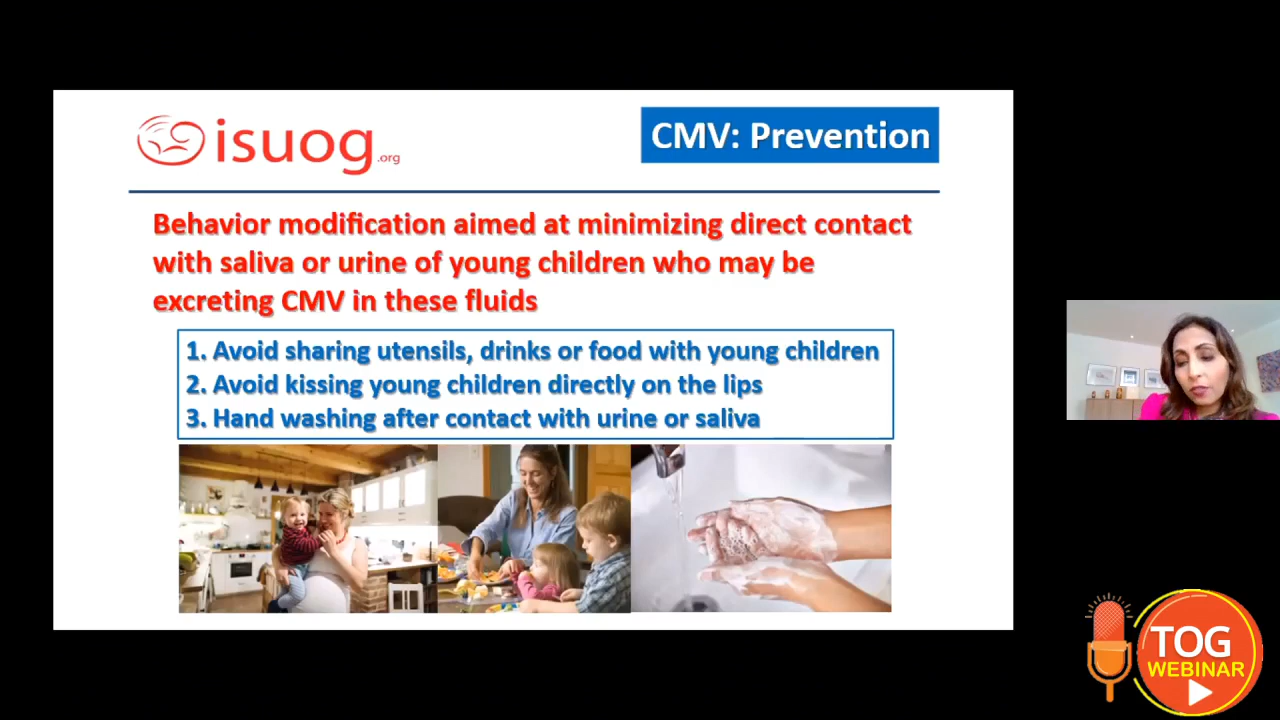 isuog.org
CMV: Prevention
Behavior modification aimed at minimizing direct contact
with saliva or urine of young children who may be
excreting CMV in these fluids
1. Avoid sharing utensils, drinks or food with young children
2. Avoid kissing young children directly on the lips
3. Hand washing after contact with urine or saliva
TOG
WEBINAR